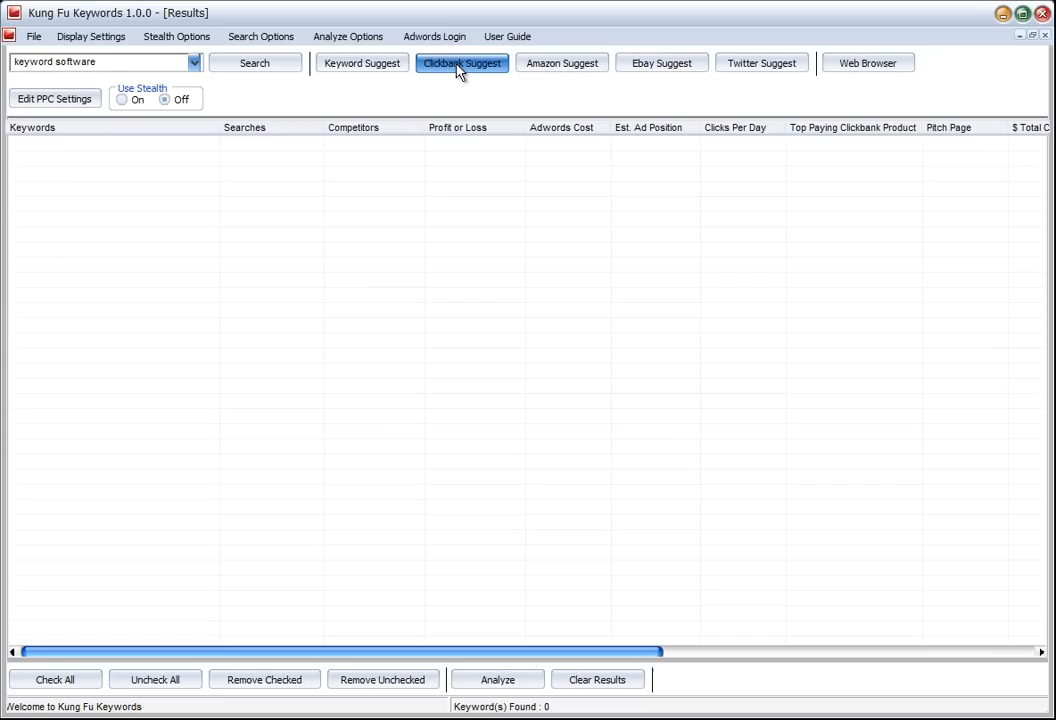 Kung Fu Keywords 1.0.0 - [Results]
File Display Settings Stealth Options Search Options Analyze Options Adwords Login User Guide
keyword software Search Keyword Suggest Clickbank Suggest Amazon Suggest Ebay Suggest Twitter Suggest Web Browser
Use Stealth
Edit PPC Settings On Off
Keywords Searches Competitors Profit or Loss Adwords Cost Est. Ad Position Clicks Per Day Top Paying Clickbank Product Pitch Page $ Total C
Check All Uncheck All Remove Checked Remove Unchecked Analyze Clear Results
Welcome to Kung Fu Keywords Keyword(s) Found : 0